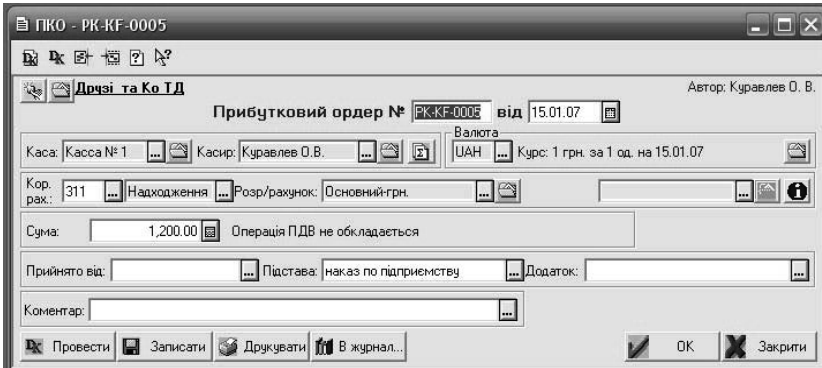 ПКО - PK-KF-0005
Друзі та Ко ТД Автор: Куравлев О. В.
Прибутковий ордер № PK-KF-0005 від 15.01.07
Валюта
Каса: Касса № 1 ... Касир: Куравлев О.В. ... UAH ... Курс: 1 грн. за 1 од. на 15.01.07
Кор. рах.: 311 ... Надходження ... Розр/рахунок: Основний-грн. ... ...
Сума: 1,200.00 Операція ПДВ не обкладається
Прийнято від: ... Підстава: наказ по підприємству ... Додаток: ...
Коментар: ...
Провести Записати Друкувати В журнал... OK Закрити